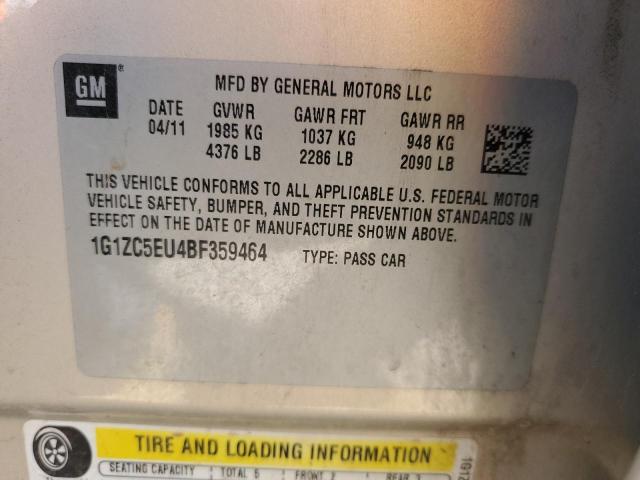 GM
MFD BY GENERAL MOTORS LLC
DATE GVWR GAWR FRT GAWR RR
04/11 1985 KG 1037 KG 948 KG
4376 LB 2286 LB 2090 LB
THIS VEHICLE CONFORMS TO ALL APPLICABLE U.S. FEDERAL MOTOR
VEHICLE SAFETY, BUMPER, AND THEFT PREVENTION STANDARDS IN
EFFECT ON THE DATE OF MANUFACTURE SHOWN ABOVE.
1G1ZC5EU4BF359464 TYPE: PASS CAR
TIRE AND LOADING INFORMATION
SEATING CAPACITY TOTAL 5 FRONT 2 REAR 3